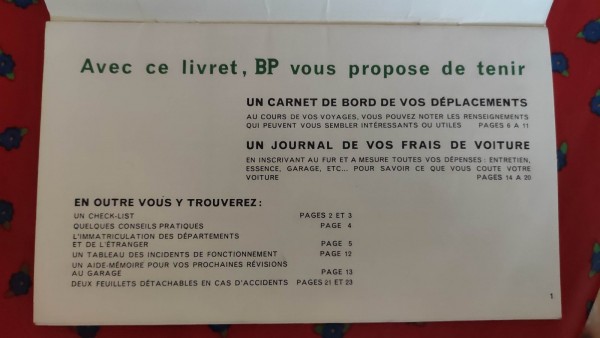 Avec ce livret, BP vous propose de tenir
UN CARNET DE BORD DE VOS DÉPLACEMENTS
AU COURS DE VOS VOYAGES, VOUS POUVEZ NOTER LES RENSEIGNEMENTS
QUI PEUVENT VOUS SEMBLER INTÉRESSANTS OU UTILES PAGES 6 A 11
UN JOURNAL DE VOS FRAIS DE VOITURE
EN INSCRIVANT AU FUR ET A MESURE TOUTES VOS DÉPENSES : ENTRETIEN,
ESSENCE, GARAGE, ETC... POUR SAVOIR CE QUE VOUS COUTE VOTRE
VOITURE PAGES 14 A 20
EN OUTRE VOUS Y TROUVEREZ :
UN CHECK-LIST PAGES 2 ET 3
QUELQUES CONSEILS PRATIQUES PAGE 4
L'IMMATRICULATION DES DÉPARTEMENTS
ET DE L'ÉTRANGER PAGE 5
UN TABLEAU DES INCIDENTS DE FONCTIONNEMENT PAGE 12
UN AIDE-MÉMOIRE POUR VOS PROCHAINES RÉVISIONS
AU GARAGE PAGE 13
DEUX FEUILLETS DÉTACHABLES EN CAS D'ACCIDENTS PAGES 21 ET 23
1